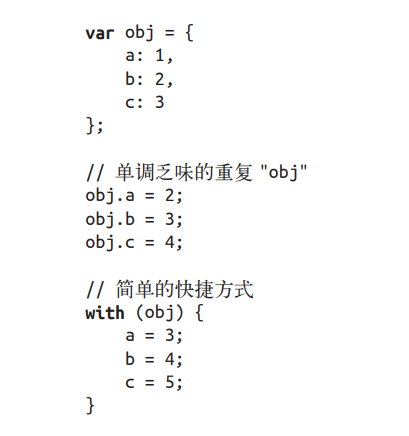 var obj = {
    a: 1,
    b: 2,
    c: 3
};

// 单调乏味的重复 "obj"
obj.a = 2;
obj.b = 3;
obj.c = 4;

// 简单的快捷方式
with (obj) {
    a = 3;
    b = 4;
    c = 5;
}